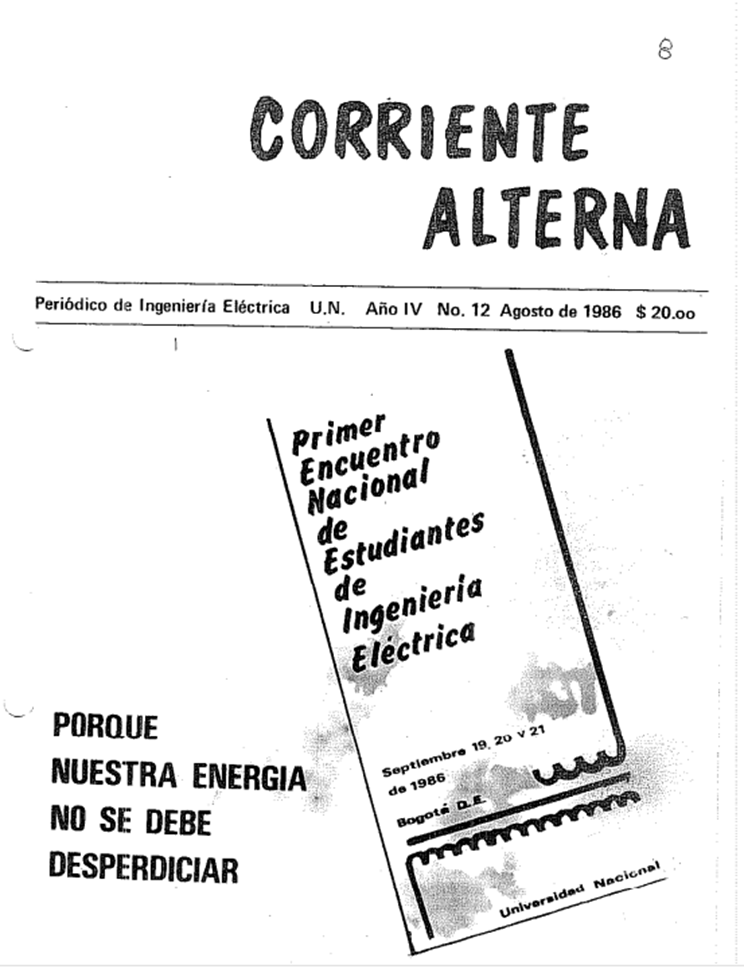 8
CORRIENTE
ALTERNA
Periódico de Ingeniería Eléctrica U.N. Año IV No. 12 Agosto de 1986 $ 20.oo
Primer
Encuentro
Nacional
de
Estudiantes
de
Ingeniería
Eléctrica
Septiembre 19, 20 y 21
de 1986
Bogotá D.E.
Universidad Nacional
PORQUE
NUESTRA ENERGIA
NO SE DEBE
DESPERDICIAR